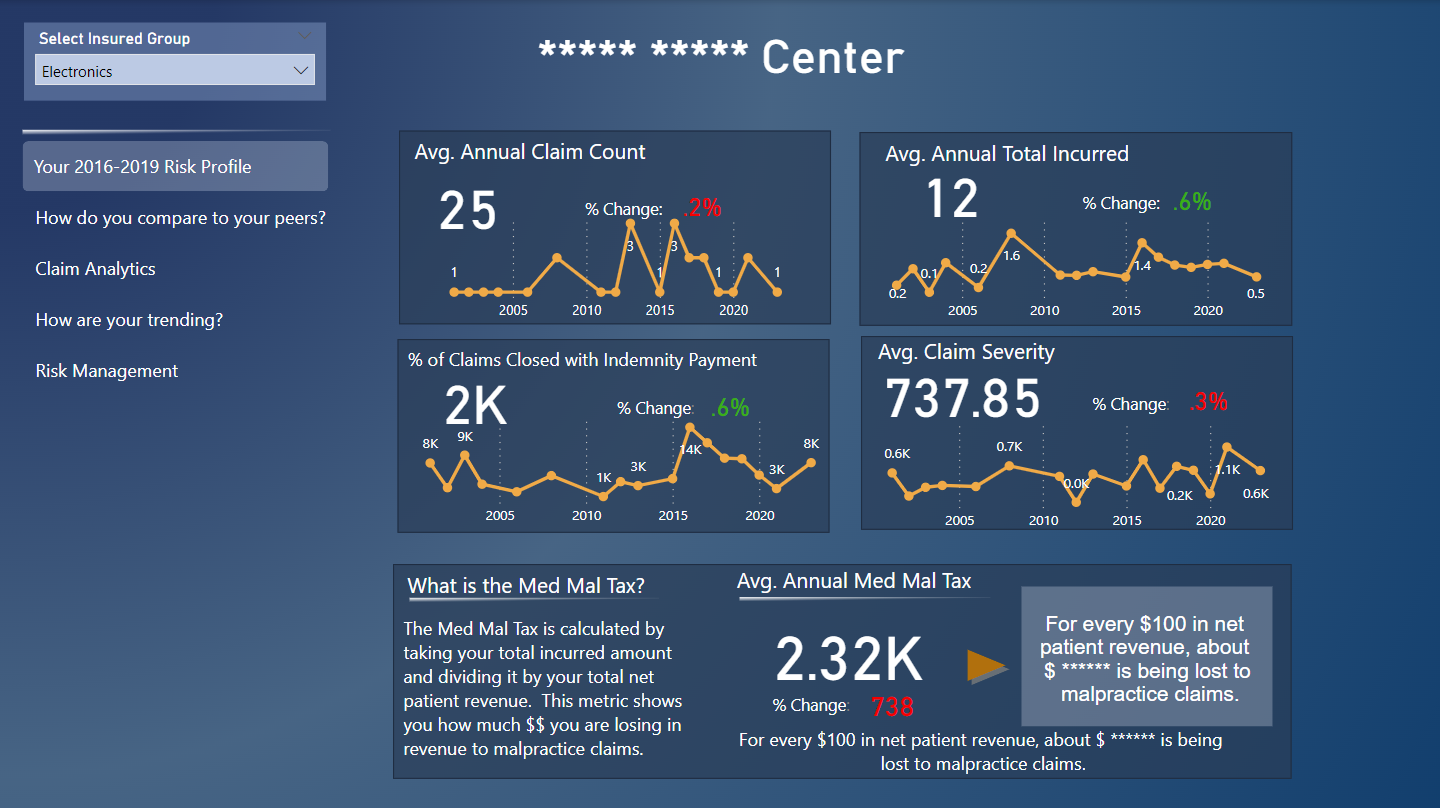 Select Insured Group
Electronics
***** ***** Center
Your 2016-2019 Risk Profile
How do you compare to your peers?
Claim Analytics
How are your trending?
Risk Management
Avg. Annual Claim Count
25
% Change: .2%
1
3
1
3
1
1
2005 2010 2015 2020
Avg. Annual Total Incurred
12
% Change: .6%
0.2
0.1
0.2
1.6
1.4
0.5
2005 2010 2015 2020
% of Claims Closed with Indemnity Payment
2K
% Change: .6%
8K
9K
1K
3K
14K
3K
8K
2005 2010 2015 2020
Avg. Claim Severity
737.85
% Change: .3%
0.6K
0.7K
0.0K
0.2K
1.1K
0.6K
2005 2010 2015 2020
What is the Med Mal Tax?
The Med Mal Tax is calculated by
taking your total incurred amount
and dividing it by your total net
patient revenue. This metric shows
you how much $$ you are losing in
revenue to malpractice claims.
Avg. Annual Med Mal Tax
2.32K
% Change: 738
For every $100 in net patient revenue, about $ ****** is being
lost to malpractice claims.
For every $100 in net
patient revenue, about
$ ****** is being lost to
malpractice claims.